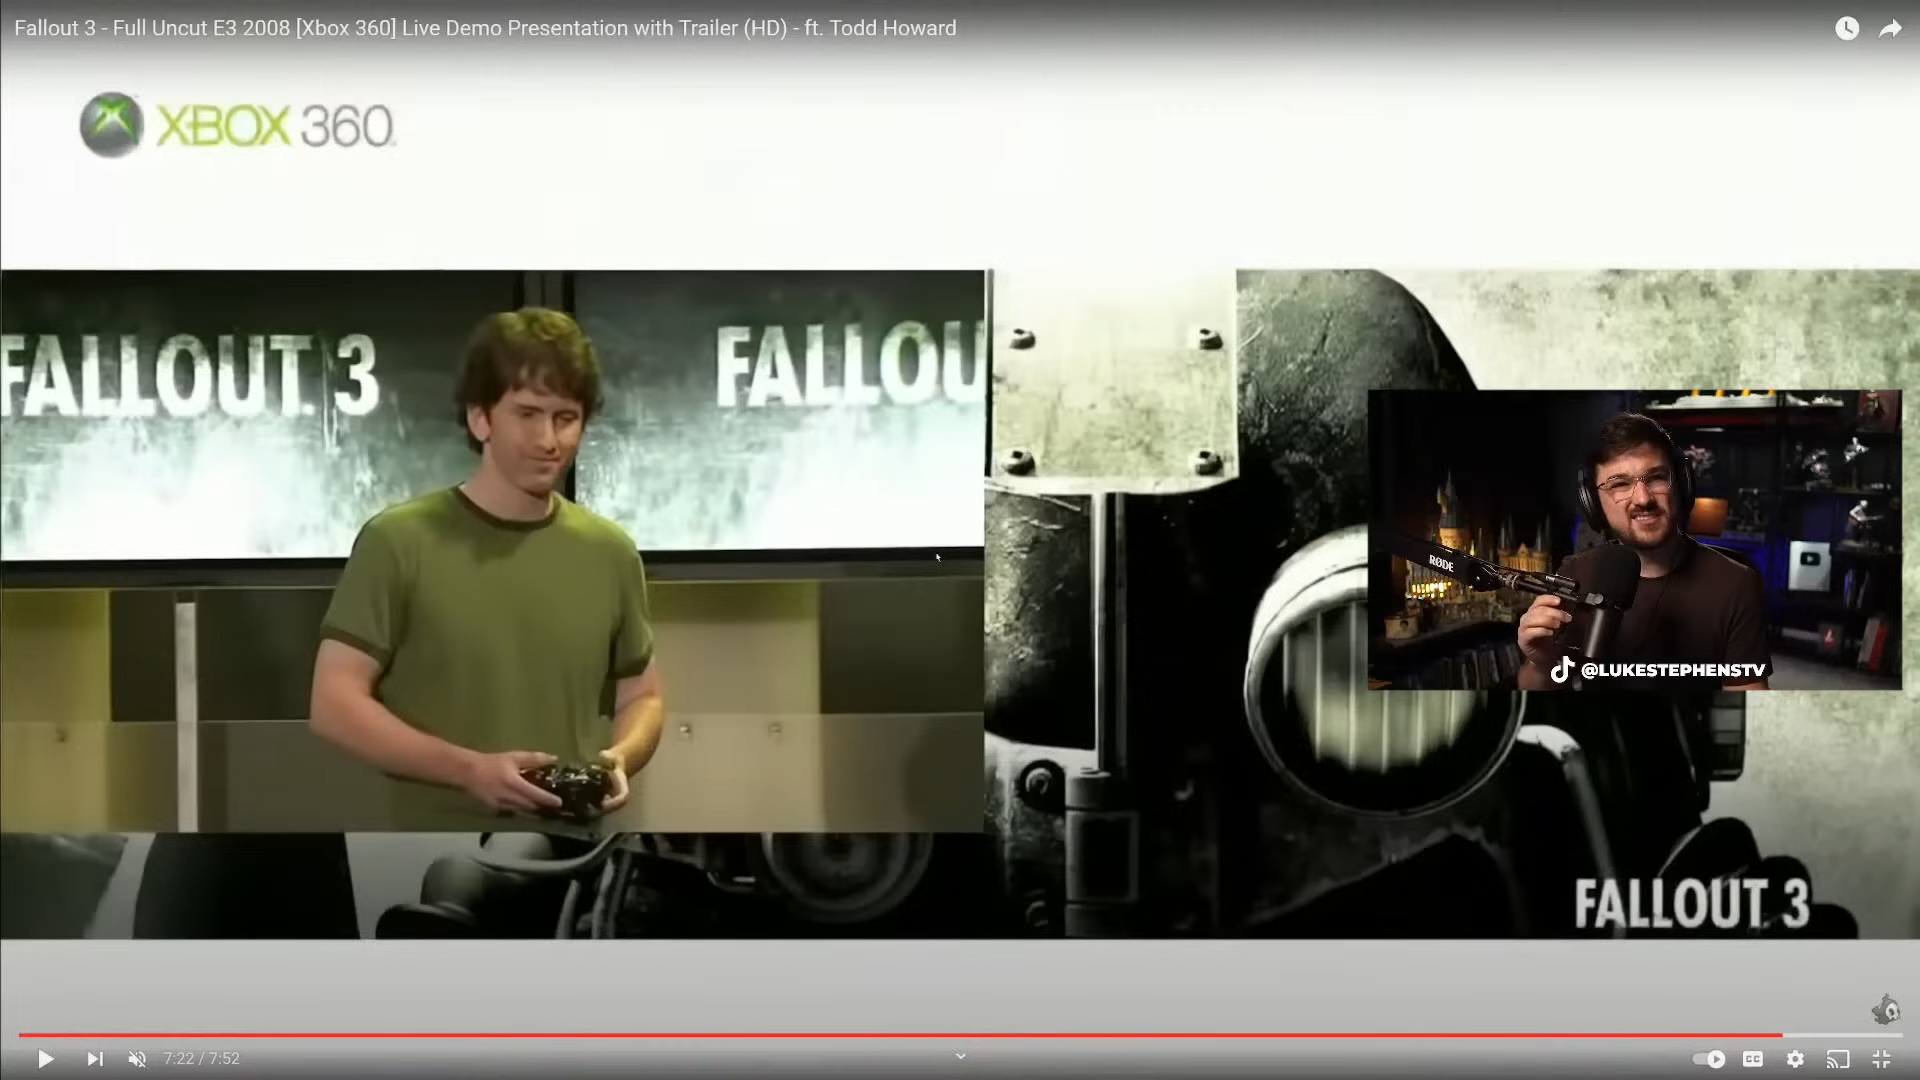 Fallout 3 - Full Uncut E3 2008 [Xbox 360] Live Demo Presentation with Trailer (HD) - ft. Todd Howard
XBOX 360
FALLOUT 3
FALLOU
RØDE
@LUKESTEPHENSTV
FALLOUT 3
7:22 / 7:52
CC